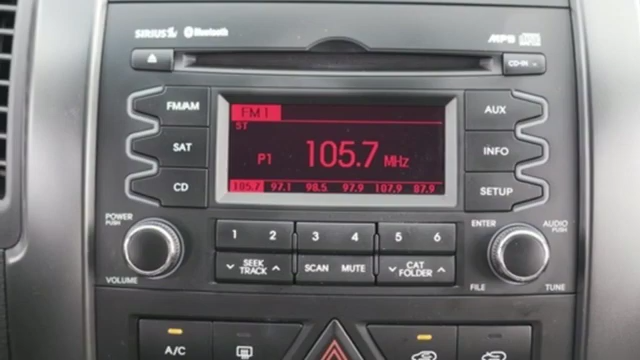 SIRIUS Bluetooth MP3
CD-IN
FM/AM FM 1 AUX
ST
SAT P1 105.7 MHz INFO
CD 105.7 97.1 98.5 97.9 107.9 87.9 SETUP
POWER PUSH 1 2 3 4 5 6 ENTER AUDIO PUSH
SEEK TRACK SCAN MUTE CAT FOLDER
VOLUME FILE TUNE
A/C